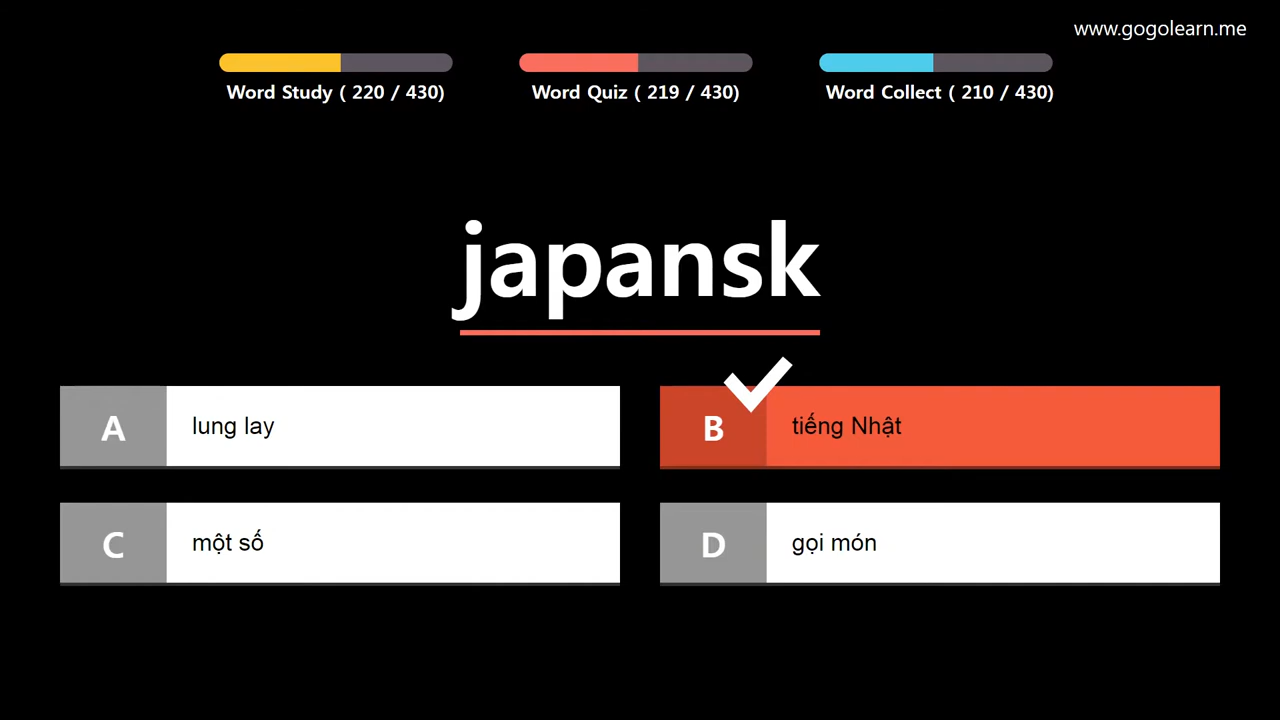 www.gogolearn.me
Word Study ( 220 / 430)
Word Quiz ( 219 / 430)
Word Collect ( 210 / 430)
japansk
A lung lay
B tiếng Nhật
C một số
D gọi món